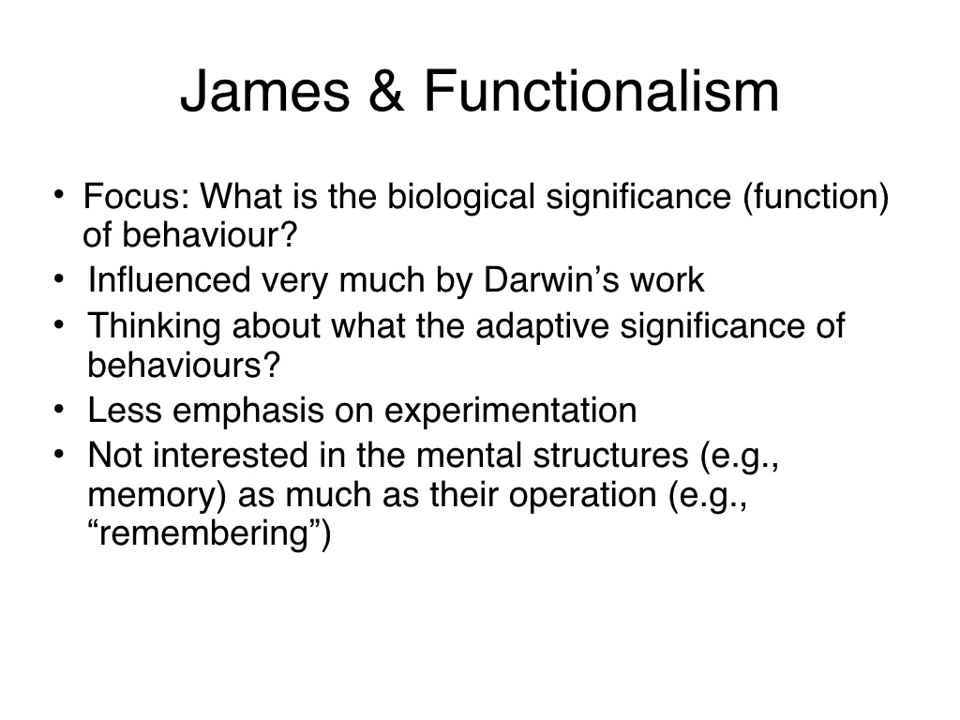 James & Functionalism
• Focus: What is the biological significance (function)
of behaviour?
• Influenced very much by Darwin’s work
• Thinking about what the adaptive significance of
behaviours?
• Less emphasis on experimentation
• Not interested in the mental structures (e.g.,
memory) as much as their operation (e.g.,
“remembering”)